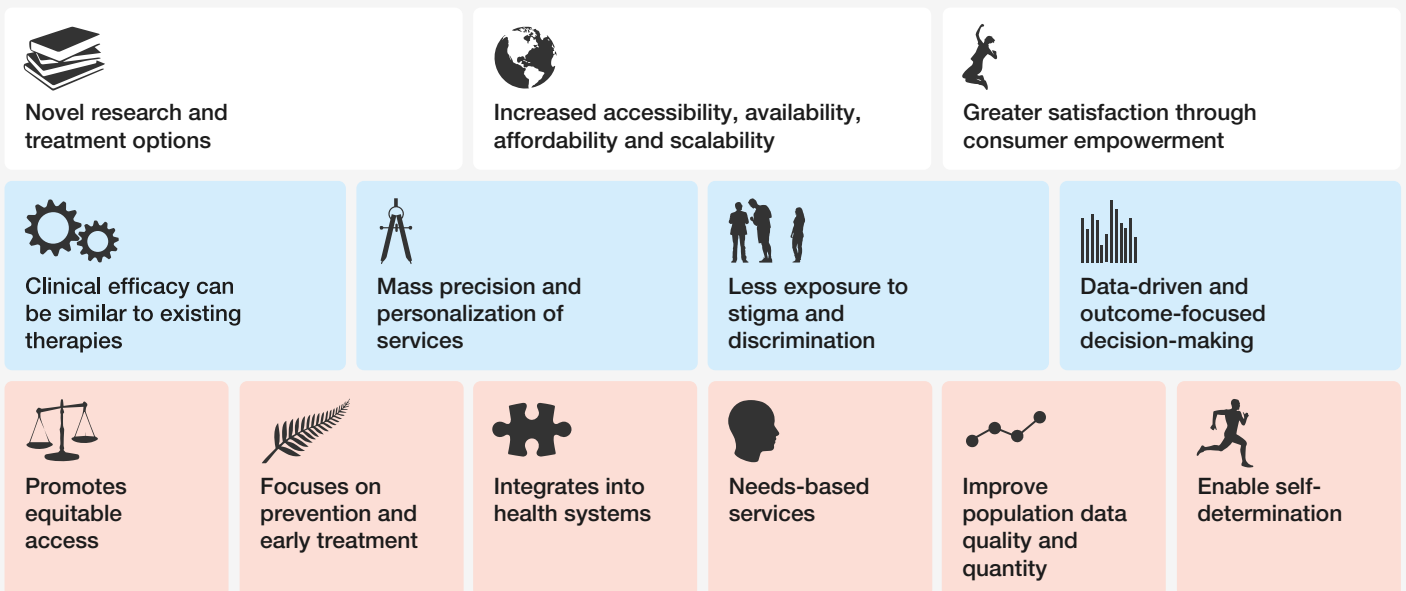 Novel research and
treatment options
Increased accessibility, availability,
affordability and scalability
Greater satisfaction through
consumer empowerment
Clinical efficacy can
be similar to existing
therapies
Mass precision and
personalization of
services
Less exposure to
stigma and
discrimination
Data-driven and
outcome-focused
decision-making
Promotes
equitable
access
Focuses on
prevention and
early treatment
Integrates into
health systems
Needs-based
services
Improve
population data
quality and
quantity
Enable self-
determination